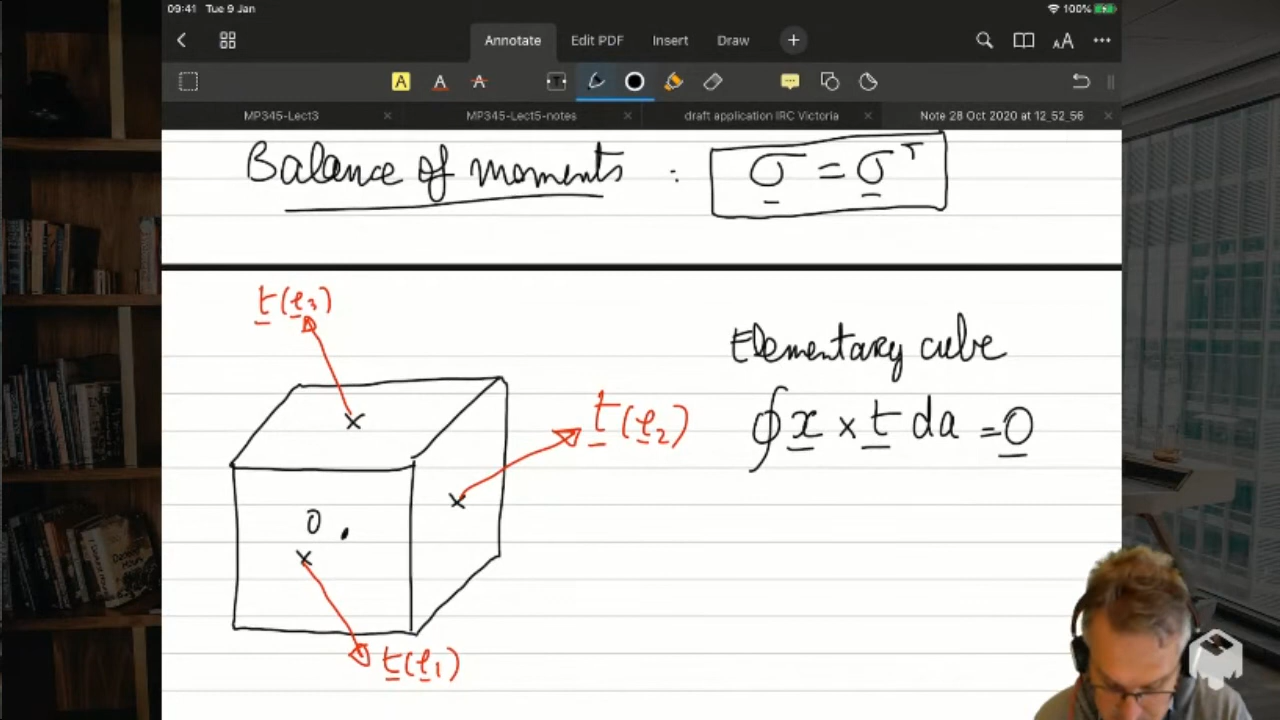 09:41 Tue 9 Jan 100%
Annotate Edit PDF Insert Draw
MP345-Lect3 MP345-Lect5-notes draft application IRC Victoria Note 28 Oct 2020 at 12_52_56
Balance of moments : σ = σᵀ
t(e3)
Elementary cube
t(e2)
∮ x × t da = 0
O
t(e1)